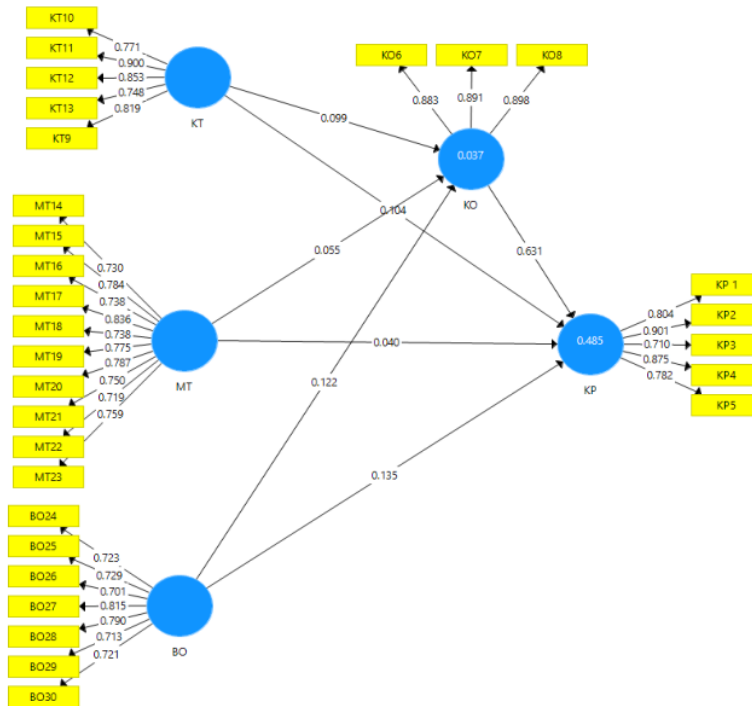 KT10
KT11
KT12
KT13
KT9
0.771
0.900
0.853
0.748
0.819
KT
KO6
KO7
KO8
0.883
0.891
0.898
0.037
KO
0.099
0.104
0.055
0.631
MT14
MT15
MT16
MT17
MT18
MT19
MT20
MT21
MT22
MT23
0.730
0.784
0.738
0.836
0.738
0.775
0.787
0.750
0.719
0.759
MT
0.040
0.122
0.135
0.485
KP
0.804
0.901
0.710
0.875
0.782
KP 1
KP2
KP3
KP4
KP5
BO24
BO25
BO26
BO27
BO28
BO29
BO30
0.723
0.729
0.701
0.815
0.790
0.713
0.721
BO